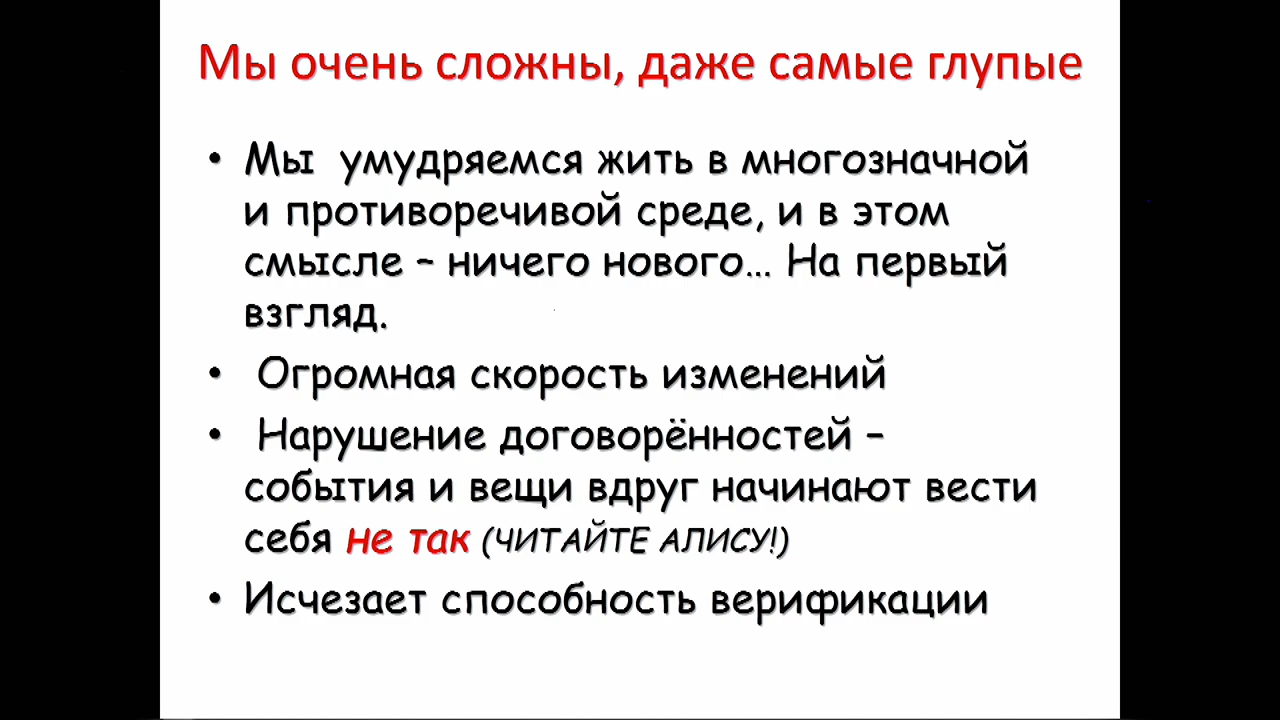 Мы очень сложны, даже самые глупые
• Мы умудряемся жить в многозначной
и противоречивой среде, и в этом
смысле – ничего нового… На первый
взгляд.
• Огромная скорость изменений
• Нарушение договорённостей –
события и вещи вдруг начинают вести
себя не так (ЧИТАЙТЕ АЛИСУ!)
• Исчезает способность верификации